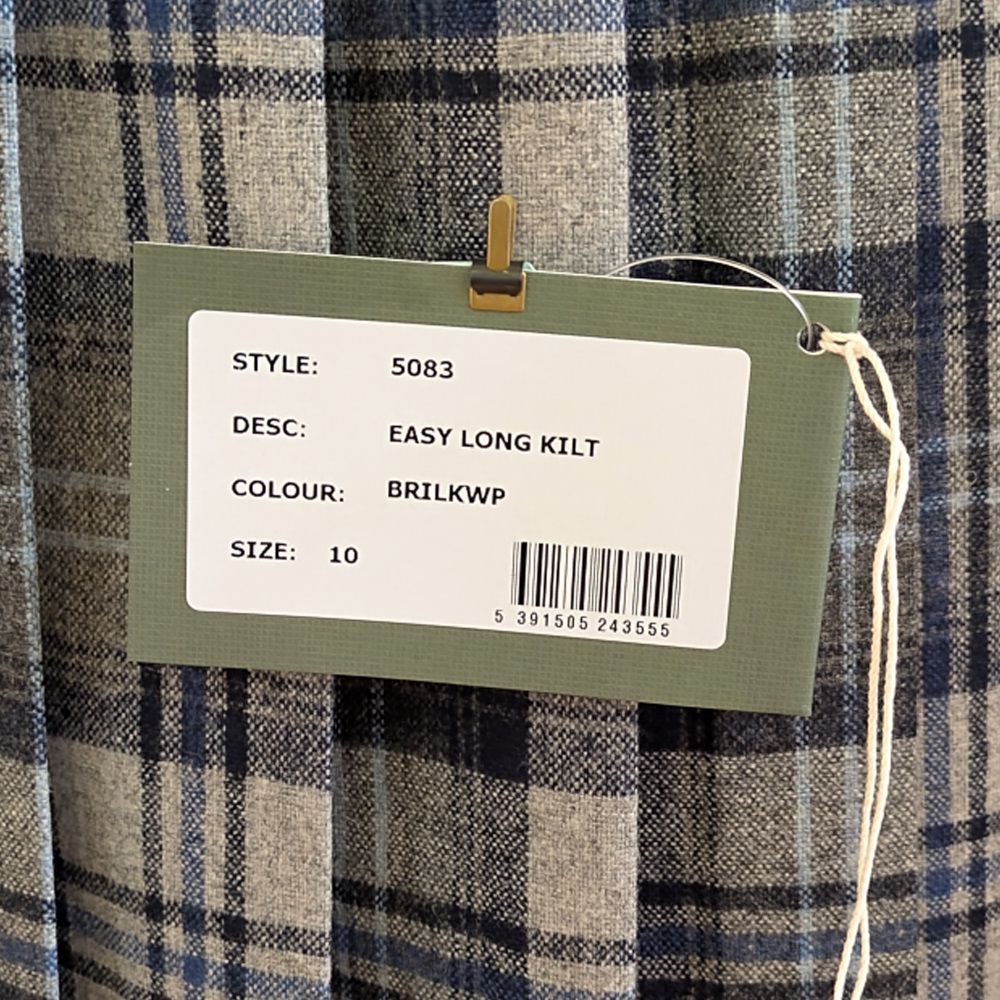 STYLE: 5083
DESC: EASY LONG KILT
COLOUR: BRILKWP
SIZE: 10
5 391505 243555